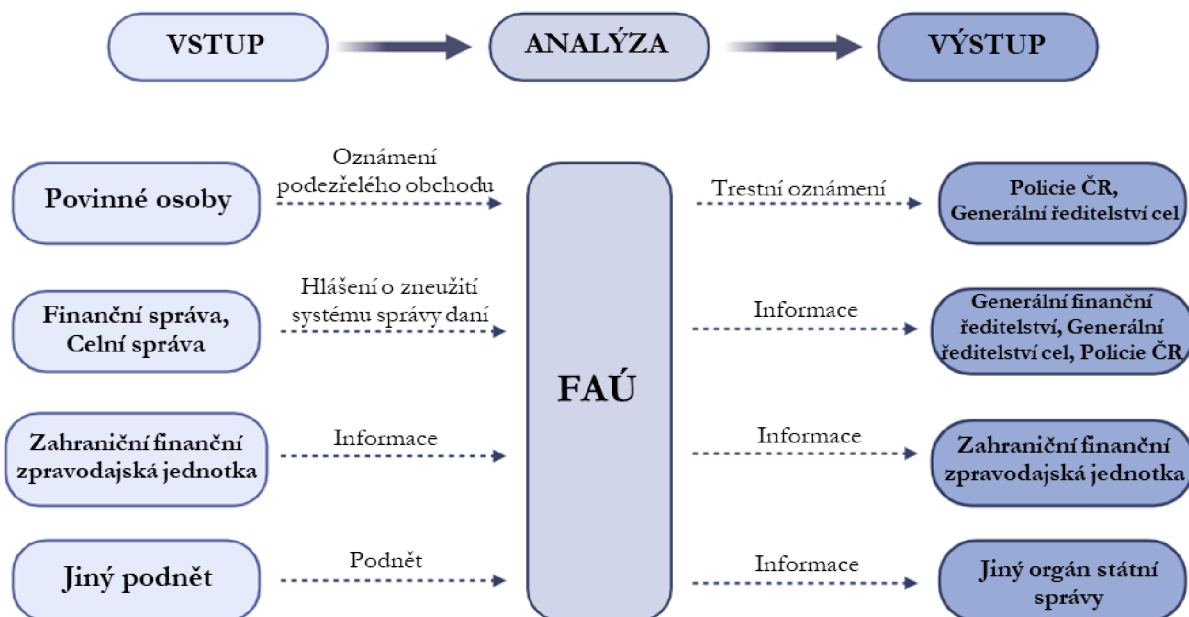 VSTUP
ANALÝZA
VÝSTUP
Povinné osoby
Oznámení
podezřelého obchodu
Trestní oznámení
Policie ČR,
Generální ředitelství cel
Finanční správa,
Celní správa
Hlášení o zneužití
systému správy daní
FAÚ
Informace
Generální finanční
ředitelství, Generální
ředitelství cel, Policie ČR
Zahraniční finanční
zpravodajská jednotka
Informace
Informace
Zahraniční finanční
zpravodajská jednotka
Jiný podnět
Podnět
Informace
Jiný orgán státní
správy